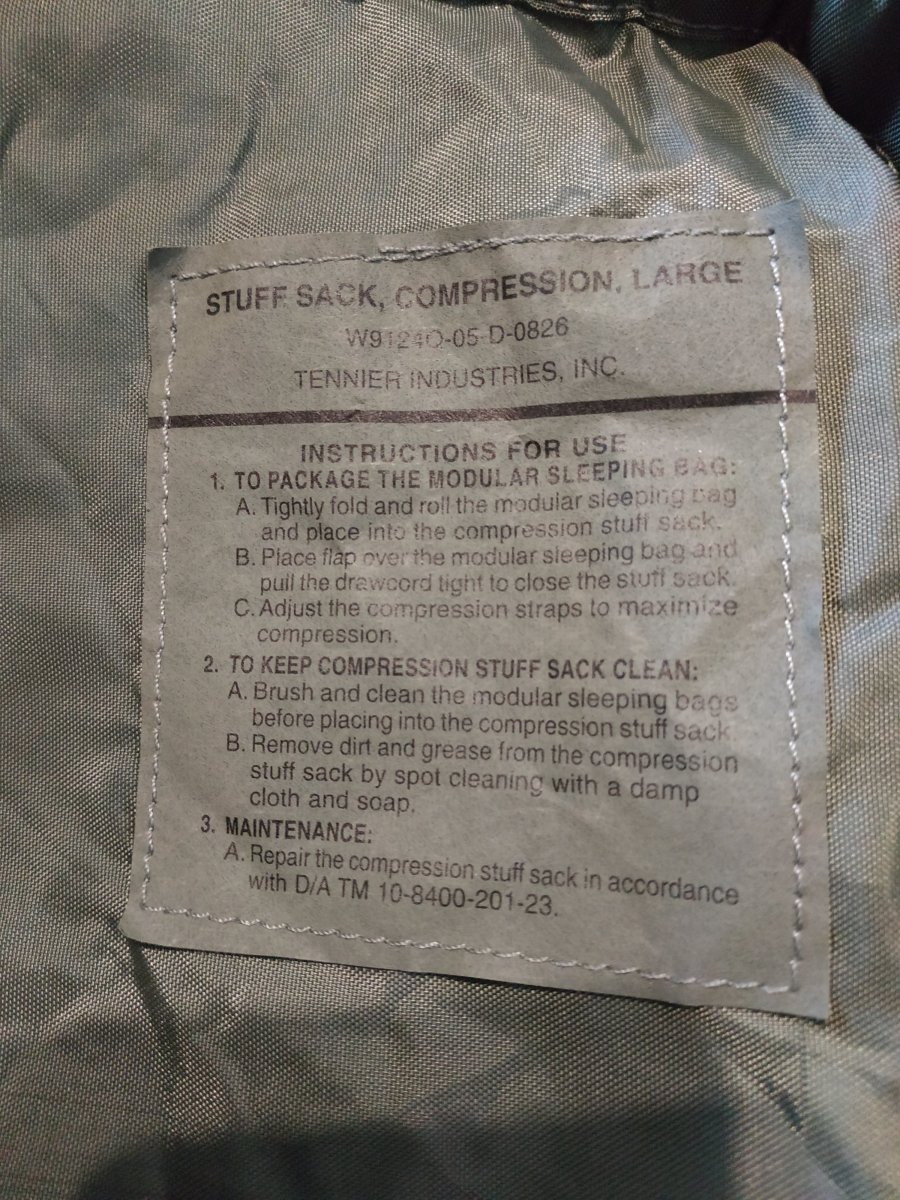 STUFF SACK, COMPRESSION, LARGE
W9124Q-05-D-0826
TENNIER INDUSTRIES, INC.
INSTRUCTIONS FOR USE
1. TO PACKAGE THE MODULAR SLEEPING BAG:
A. Tightly fold and roll the modular sleeping bag
and place into the compression stuff sack.
B. Place flap over the modular sleeping bag and
pull the drawcord tight to close the stuff sack.
C. Adjust the compression straps to maximize
compression.
2. TO KEEP COMPRESSION STUFF SACK CLEAN:
A. Brush and clean the modular sleeping bags
before placing into the compression stuff sack.
B. Remove dirt and grease from the compression
stuff sack by spot cleaning with a damp
cloth and soap.
3. MAINTENANCE:
A. Repair the compression stuff sack in accordance
with D/A TM 10-8400-201-23.